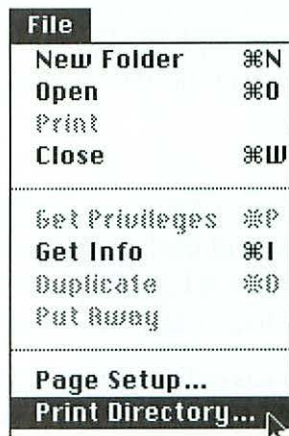 File
New Folder ⌘N
Open ⌘O
Print
Close ⌘W
Get Privileges ⌘P
Get Info ⌘I
Duplicate ⌘D
Put Away
Page Setup...
Print Directory...